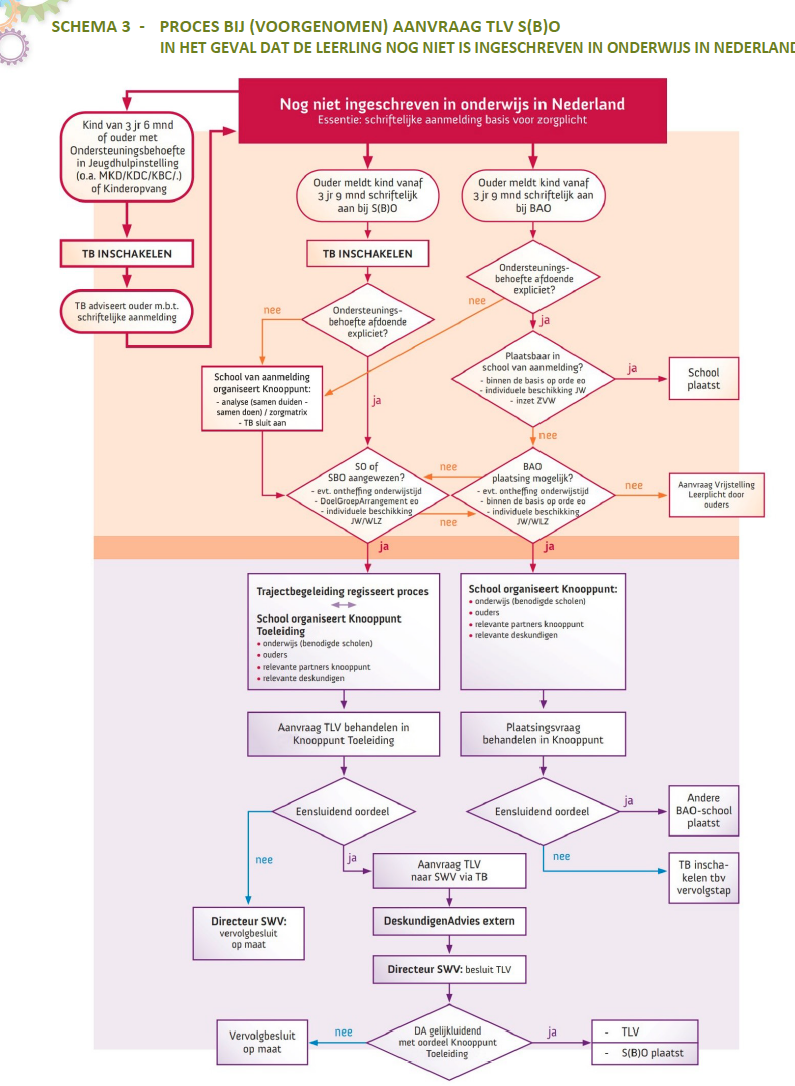 SCHEMA 3 - PROCES BIJ (VOORGENOMEN) AANVRAAG TLV S(B)O
IN HET GEVAL DAT DE LEERLING NOG NIET IS INGESCHREVEN IN ONDERWIJS IN NEDERLAND
Nog niet ingeschreven in onderwijs in Nederland
Essentie: schriftelijke aanmelding basis voor zorgplicht
Kind van 3 jr 6 mnd
of ouder met
Ondersteuningsbehoefte
in Jeugdhulpinstelling
(o.a. MKD/KDC/KBC/.)
of Kinderopvang
TB INSCHAKELEN
TB adviseert ouder m.b.t.
schriftelijke aanmelding
Ouder meldt kind vanaf
3 jr 9 mnd schriftelijk
aan bij S(B)O
TB INSCHAKELEN
Ondersteunings-
behoefte afdoende
expliciet?
nee
ja
School van aanmelding
organiseert Knooppunt:
- analyse (samen duiden -
samen doen) / zorgmatrix
- TB sluit aan
Ouder meldt kind vanaf
3 jr 9 mnd schriftelijk aan
bij BAO
Ondersteunings-
behoefte afdoende
expliciet?
nee
ja
Plaatsbaar in
school van aanmelding?
- binnen de basis op orde eo
- individuele beschikking JW
- inzet ZVW
ja
School
plaatst
nee
SO of
SBO aangewezen?
- evt. ontheffing onderwijstijd
- DoelGroepArrangement eo
- individuele beschikking
JW/WLZ
nee
nee
BAO
plaatsing mogelijk?
- evt. ontheffing onderwijstijd
- binnen de basis op orde eo
- individuele beschikking
JW/WLZ
nee
Aanvraag Vrijstelling
Leerplicht door
ouders
ja
ja
Trajectbegeleiding regisseert proces
School organiseert Knooppunt
Toeleiding
• onderwijs (benodigde scholen)
• ouders
• relevante partners knooppunt
• relevante deskundigen
School organiseert Knooppunt:
• onderwijs (benodigde scholen)
• ouders
• relevante partners knooppunt
• relevante deskundigen
Aanvraag TLV behandelen in
Knooppunt Toeleiding
Plaatsingsvraag
behandelen in Knooppunt
Eensluidend oordeel
Eensluidend oordeel
ja
Andere
BAO-school
plaatst
nee
TB inscha-
kelen tbv
vervolgstap
nee
ja
Aanvraag TLV
naar SWV via TB
Directeur SWV:
vervolgbesluit
op maat
DeskundigenAdvies extern
Directeur SWV: besluit TLV
DA gelijkluidend
met oordeel Knooppunt
Toeleiding
nee
Vervolgbesluit
op maat
ja
- TLV
- S(B)O plaatst